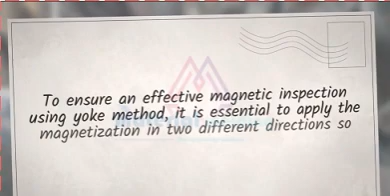 To ensure an effective magnetic inspection
using yoke method, it is essential to apply the
magnetization in two different directions so